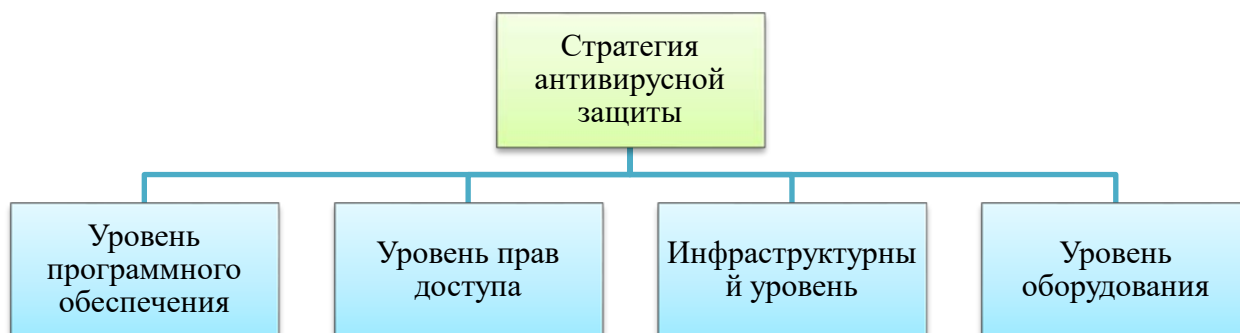 Стратегия
антивирусной
защиты
Уровень
программного
обеспечения
Уровень прав
доступа
Инфраструктурны
й уровень
Уровень
оборудования